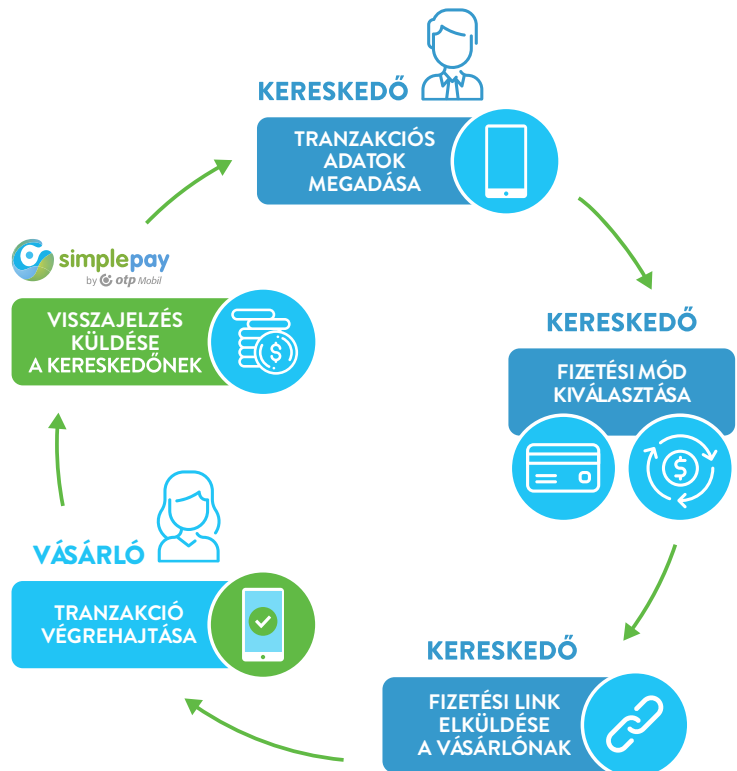 KERESKEDŐ
TRANZAKCIÓS
ADATOK
MEGADÁSA
KERESKEDŐ
FIZETÉSI MÓD
KIVÁLASZTÁSA
KERESKEDŐ
FIZETÉSI LINK
ELKÜLDÉSE
A VÁSÁRLÓNAK
VÁSÁRLÓ
TRANZAKCIÓ
VÉGREHAJTÁSA
simplepay
by otp Mobil
VISSZAJELZÉS
KÜLDÉSE
A KERESKEDŐNEK